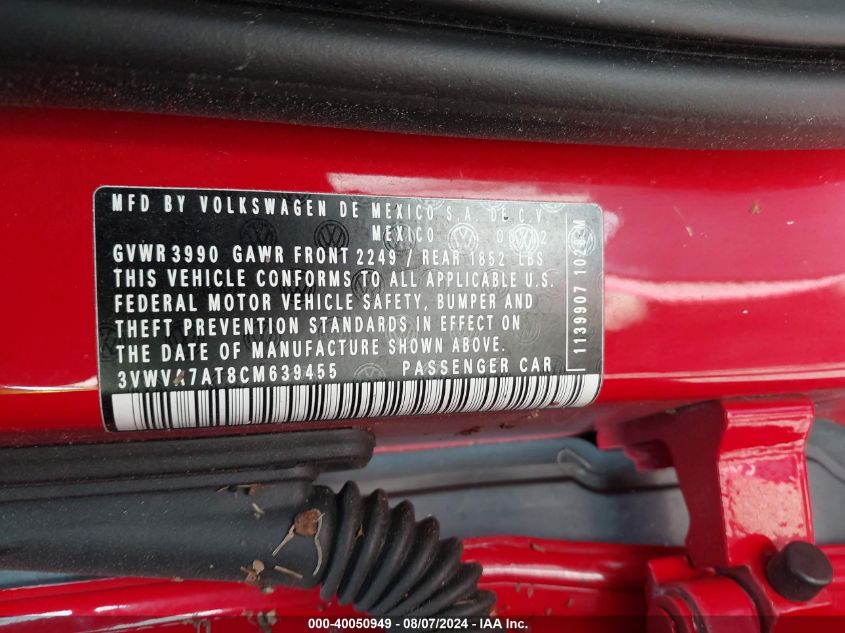 MFD BY VOLKSWAGEN DE MEXICO S.A. DE C.V.
MEXICO
GVWR 3990 GAWR FRONT 2249 / REAR 1852 LBS
THIS VEHICLE CONFORMS TO ALL APPLICABLE U.S.
FEDERAL MOTOR VEHICLE SAFETY, BUMPER AND
THEFT PREVENTION STANDARDS IN EFFECT ON
THE DATE OF MANUFACTURE SHOWN ABOVE.
PASSENGER CAR
1139907
000-40050949 - 08/07/2024 - IAA Inc.